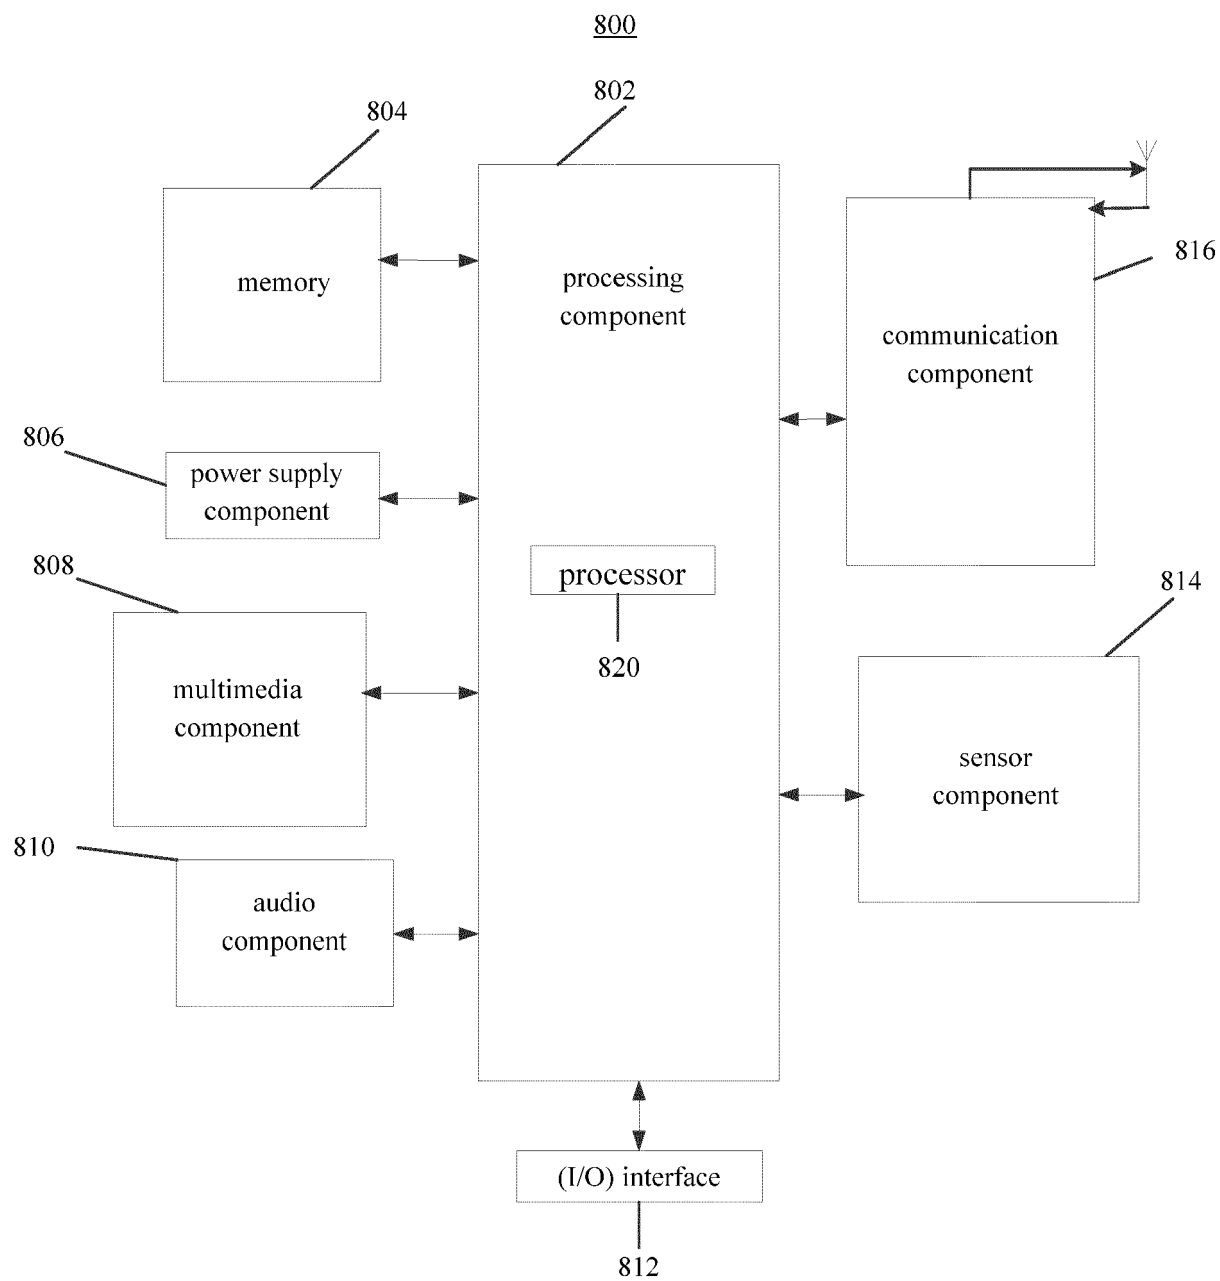 800
802
804
memory
processing
component
816
communication
component
806
power supply
component
808
processor
820
814
multimedia
component
sensor
component
810
audio
component
(I/O) interface
812